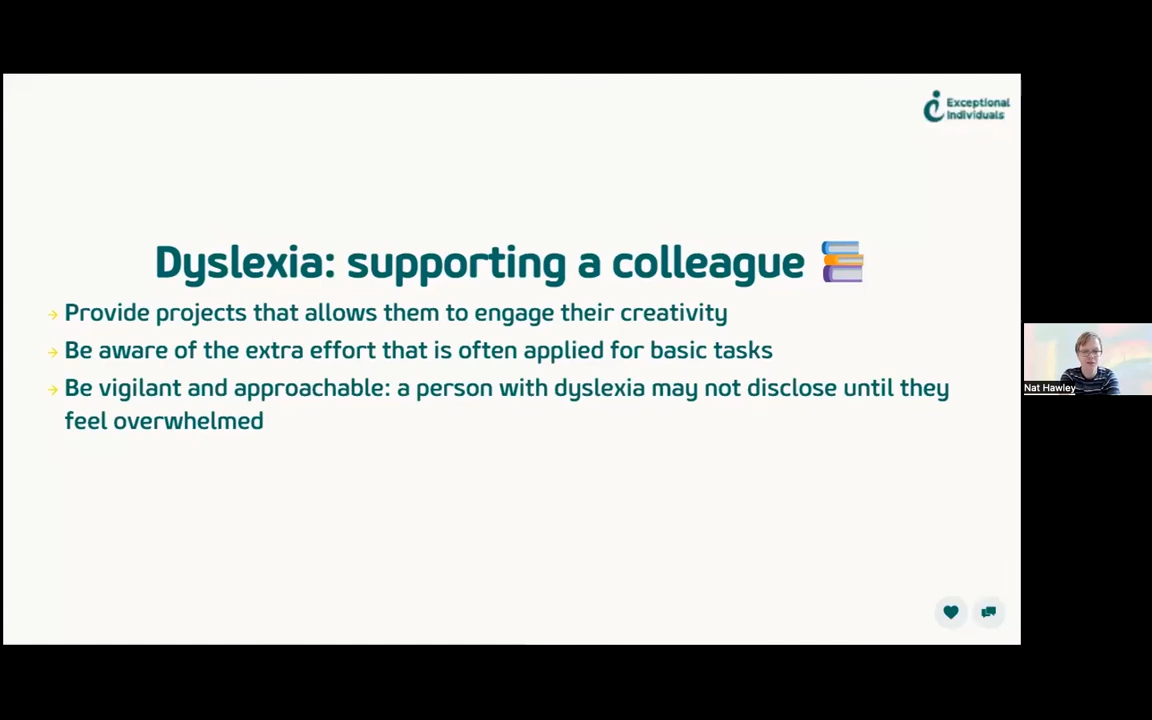 Exceptional
Individuals
Dyslexia: supporting a colleague
Provide projects that allows them to engage their creativity
Be aware of the extra effort that is often applied for basic tasks
Be vigilant and approachable: a person with dyslexia may not disclose until they
feel overwhelmed
Nat Hawley